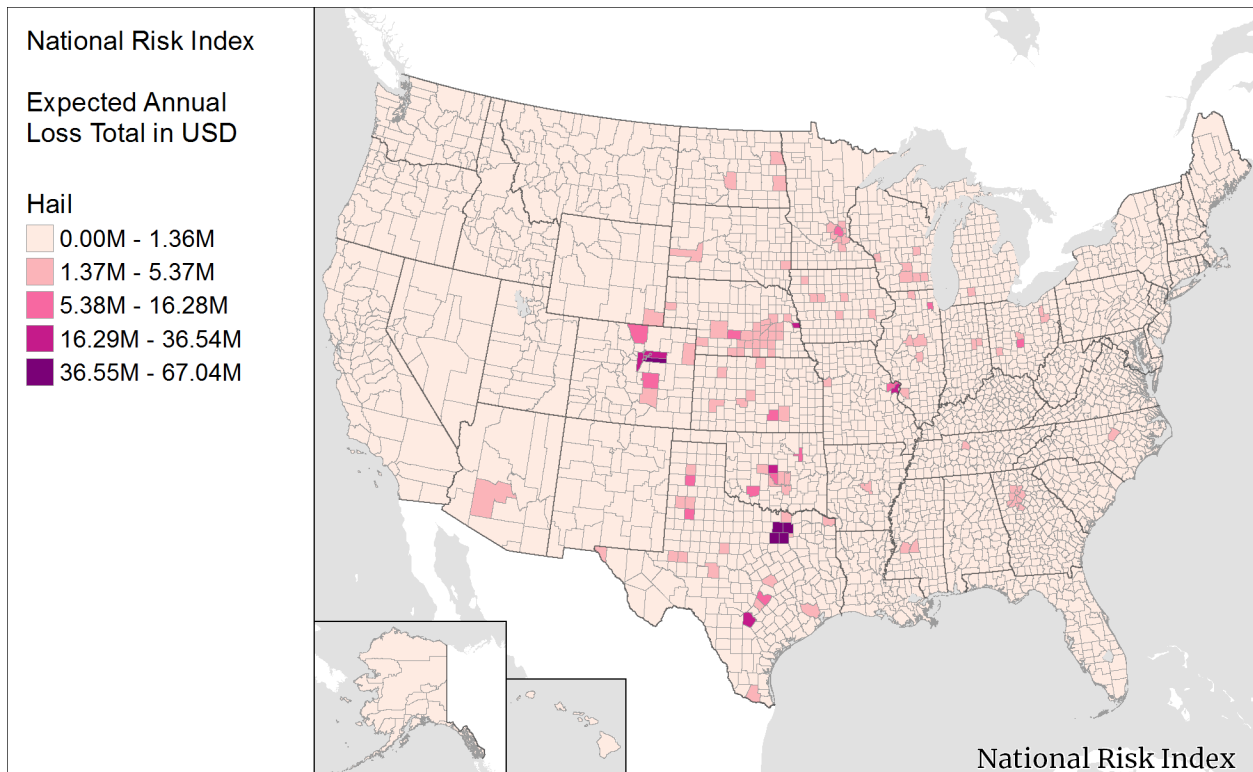 National Risk Index
Expected Annual
Loss Total in USD
Hail
0.00M - 1.36M
1.37M - 5.37M
5.38M - 16.28M
16.29M - 36.54M
36.55M - 67.04M
National Risk Index